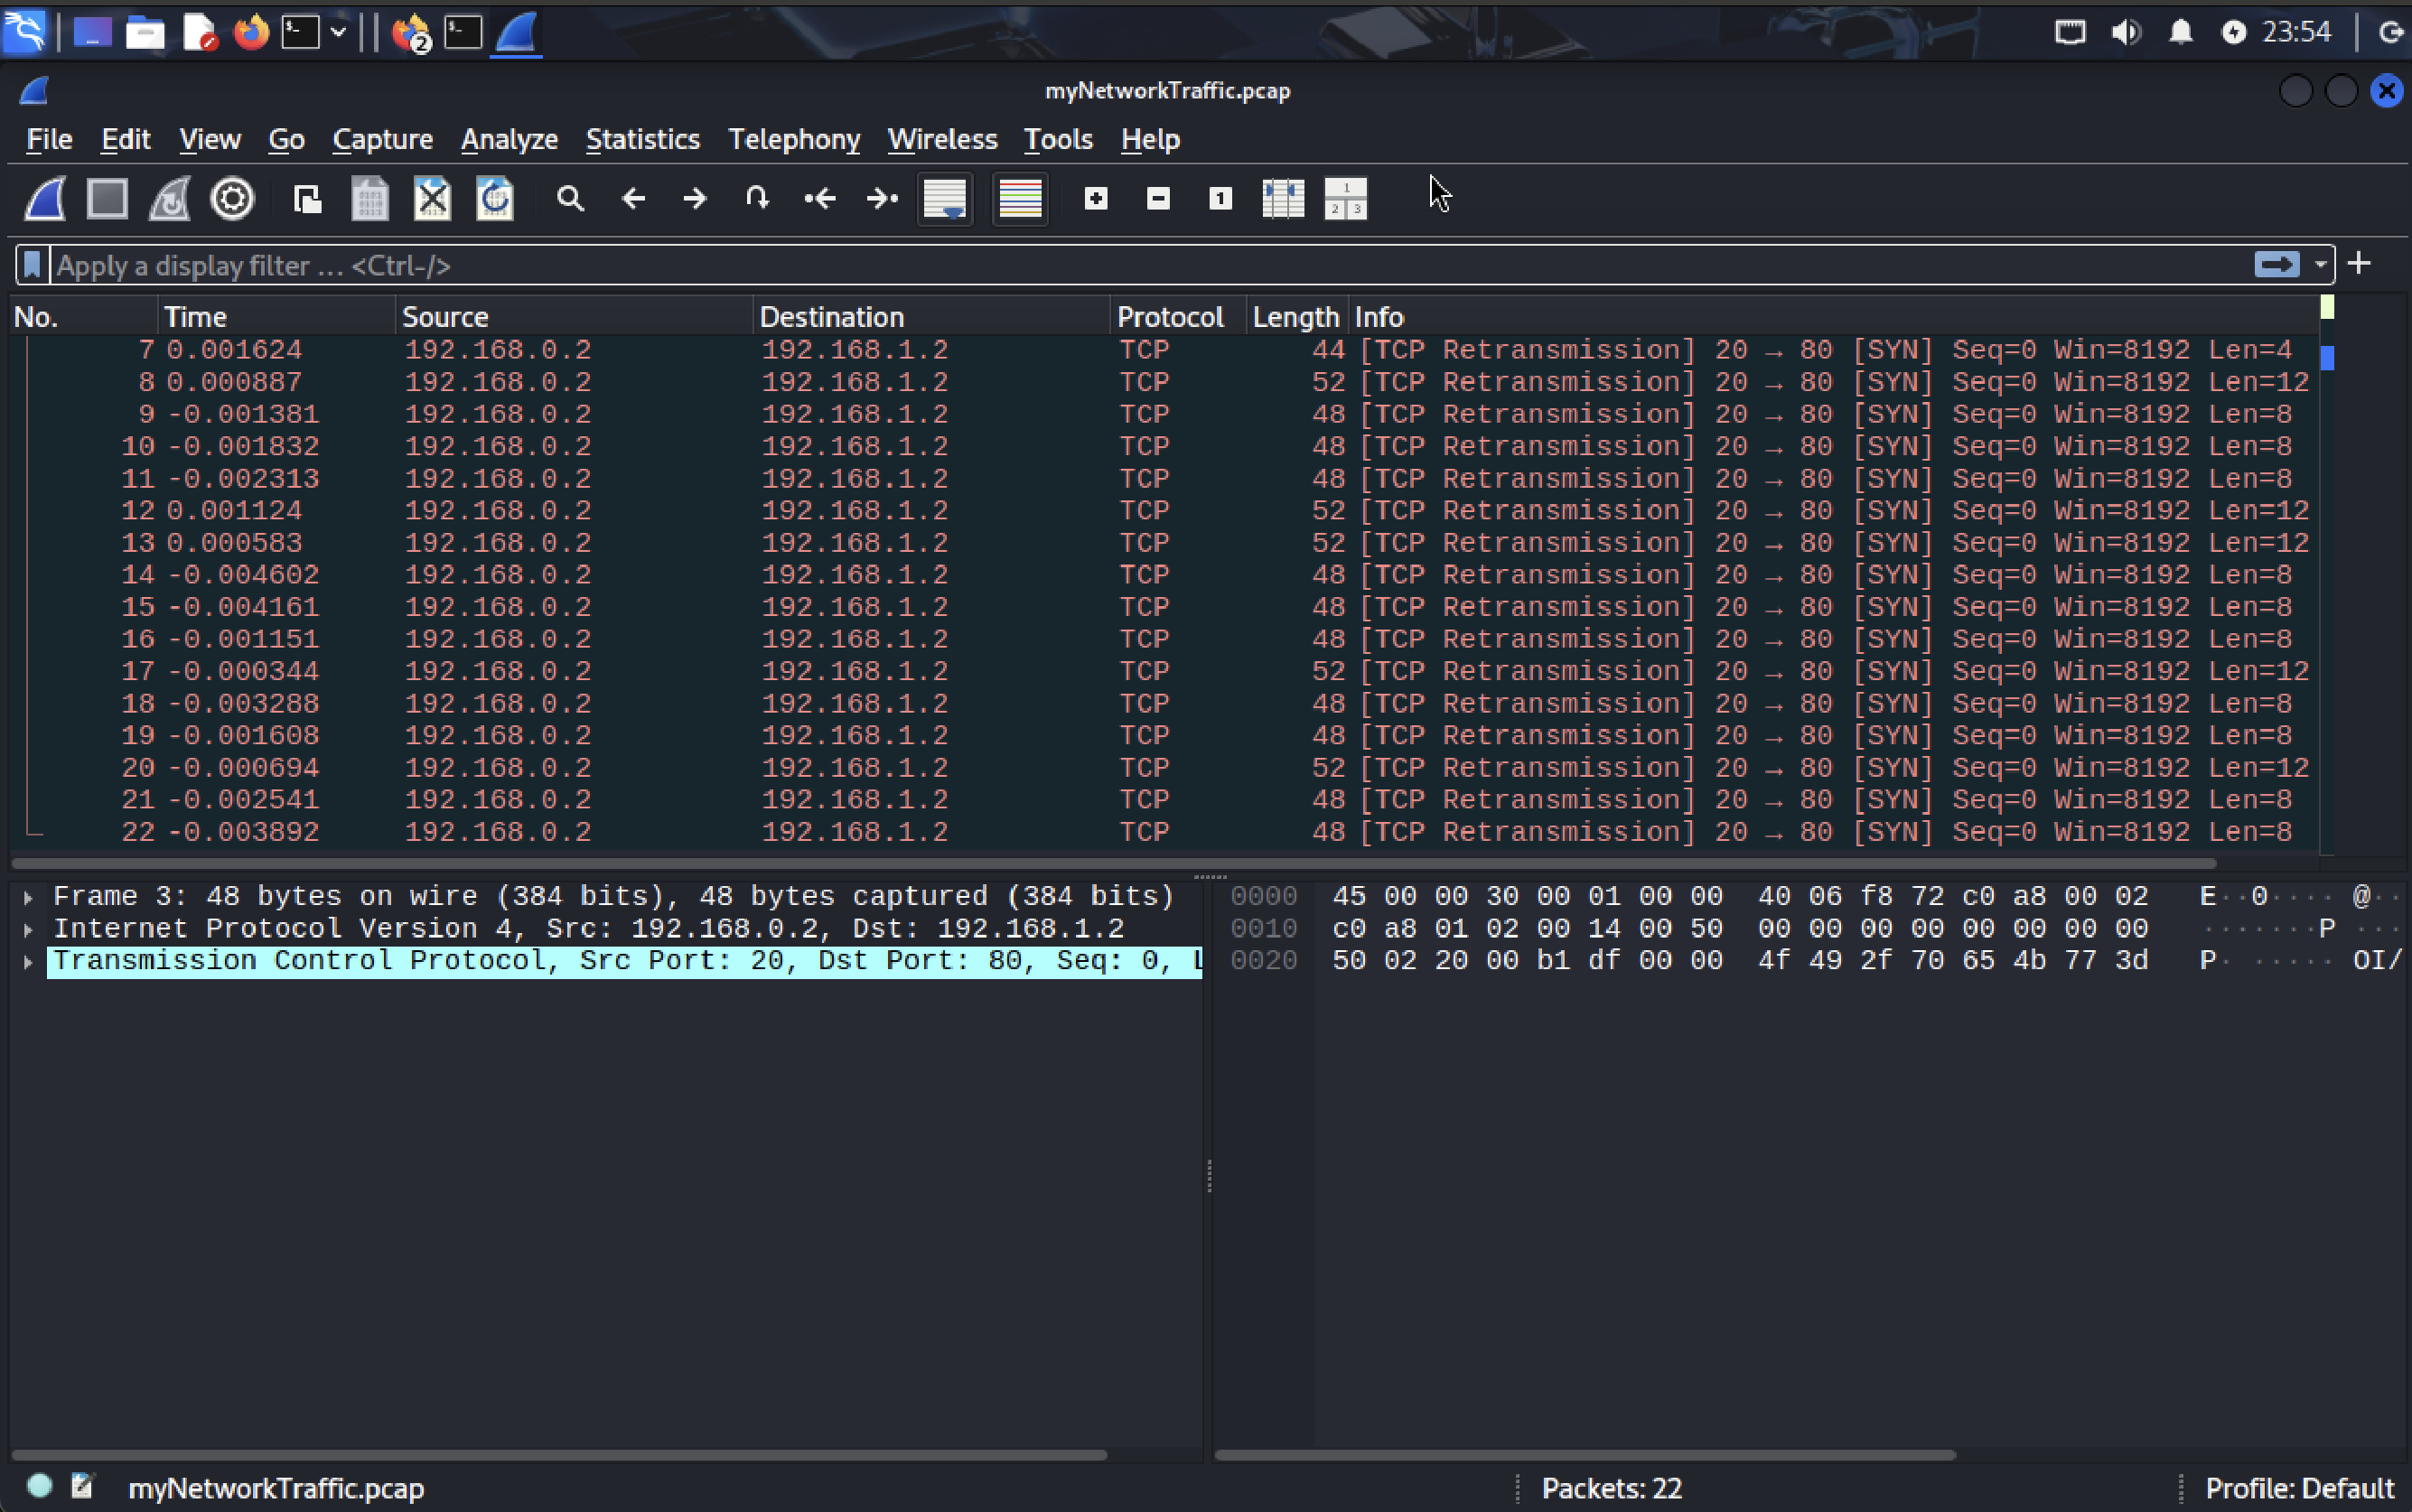 2
23:54
myNetworkTraffic.pcap
File Edit View Go Capture Analyze Statistics Telephony Wireless Tools Help
Apply a display filter … <Ctrl-/>
No. Time Source Destination Protocol Length Info
7 0.001624 192.168.0.2 192.168.1.2 TCP 44 [TCP Retransmission] 20 → 80 [SYN] Seq=0 Win=8192 Len=4
8 0.000887 192.168.0.2 192.168.1.2 TCP 52 [TCP Retransmission] 20 → 80 [SYN] Seq=0 Win=8192 Len=12
9 -0.001381 192.168.0.2 192.168.1.2 TCP 48 [TCP Retransmission] 20 → 80 [SYN] Seq=0 Win=8192 Len=8
10 -0.001832 192.168.0.2 192.168.1.2 TCP 48 [TCP Retransmission] 20 → 80 [SYN] Seq=0 Win=8192 Len=8
11 -0.002313 192.168.0.2 192.168.1.2 TCP 48 [TCP Retransmission] 20 → 80 [SYN] Seq=0 Win=8192 Len=8
12 0.001124 192.168.0.2 192.168.1.2 TCP 52 [TCP Retransmission] 20 → 80 [SYN] Seq=0 Win=8192 Len=12
13 0.000583 192.168.0.2 192.168.1.2 TCP 52 [TCP Retransmission] 20 → 80 [SYN] Seq=0 Win=8192 Len=12
14 -0.004602 192.168.0.2 192.168.1.2 TCP 48 [TCP Retransmission] 20 → 80 [SYN] Seq=0 Win=8192 Len=8
15 -0.004161 192.168.0.2 192.168.1.2 TCP 48 [TCP Retransmission] 20 → 80 [SYN] Seq=0 Win=8192 Len=8
16 -0.001151 192.168.0.2 192.168.1.2 TCP 48 [TCP Retransmission] 20 → 80 [SYN] Seq=0 Win=8192 Len=8
17 -0.000344 192.168.0.2 192.168.1.2 TCP 52 [TCP Retransmission] 20 → 80 [SYN] Seq=0 Win=8192 Len=12
18 -0.003288 192.168.0.2 192.168.1.2 TCP 48 [TCP Retransmission] 20 → 80 [SYN] Seq=0 Win=8192 Len=8
19 -0.001608 192.168.0.2 192.168.1.2 TCP 48 [TCP Retransmission] 20 → 80 [SYN] Seq=0 Win=8192 Len=8
20 -0.000694 192.168.0.2 192.168.1.2 TCP 52 [TCP Retransmission] 20 → 80 [SYN] Seq=0 Win=8192 Len=12
21 -0.002541 192.168.0.2 192.168.1.2 TCP 48 [TCP Retransmission] 20 → 80 [SYN] Seq=0 Win=8192 Len=8
22 -0.003892 192.168.0.2 192.168.1.2 TCP 48 [TCP Retransmission] 20 → 80 [SYN] Seq=0 Win=8192 Len=8
Frame 3: 48 bytes on wire (384 bits), 48 bytes captured (384 bits)
Internet Protocol Version 4, Src: 192.168.0.2, Dst: 192.168.1.2
Transmission Control Protocol, Src Port: 20, Dst Port: 80, Seq: 0, L
0000 45 00 00 30 00 01 00 00 40 06 f8 72 c0 a8 00 02 E··0···· @··
0010 c0 a8 01 02 00 14 00 50 00 00 00 00 00 00 00 00 ·······P ···
0020 50 02 20 00 b1 df 00 00 4f 49 2f 70 65 4b 77 3d P· ····· OI/
myNetworkTraffic.pcap
Packets: 22
Profile: Default